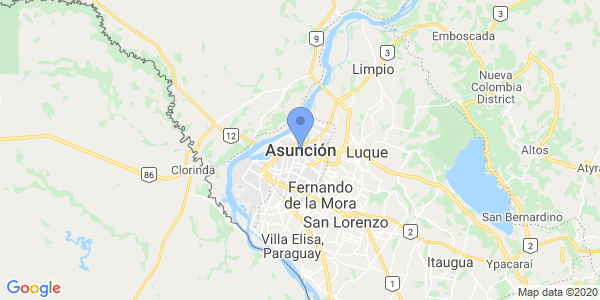 Emboscada
9
3
Limpio
Nueva
Colombia
District
3
12
Asunción
Luque
Altos
Clorinda
86
Atyra
Fernando
de la Mora
San Lorenzo
San Bernardino
Villa Elisa,
Paraguay
2
2
Itaugua
Ypacaraí
1
Google
Map data ©2020